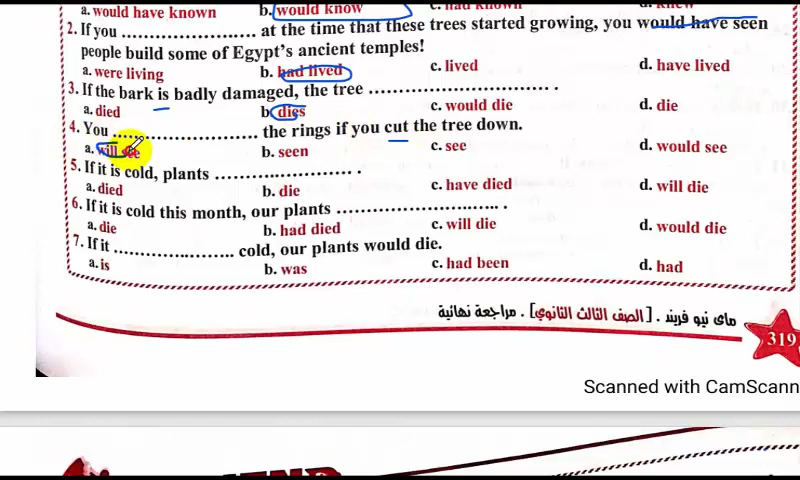 a. would have known b. would know c. had known d. knew
2. If you .............................. at the time that these trees started growing, you would have seen
people build some of Egypt's ancient temples!
a. were living b. had lived c. lived d. have lived
3. If the bark is badly damaged, the tree .............................. .
a. died b. dies c. would die d. die
4. You .............................. the rings if you cut the tree down.
a. will see b. seen c. see d. would see
5. If it is cold, plants .............................. .
a. died b. die c. have died d. will die
6. If it is cold this month, our plants .............................. .
a. die b. had died c. will die d. would die
7. If it .............................. cold, our plants would die.
a. is b. was c. had been d. had
ماى نيو فريند . [الصف الثالث الثانوي] . مراجعة نهائية
319
Scanned with CamScann